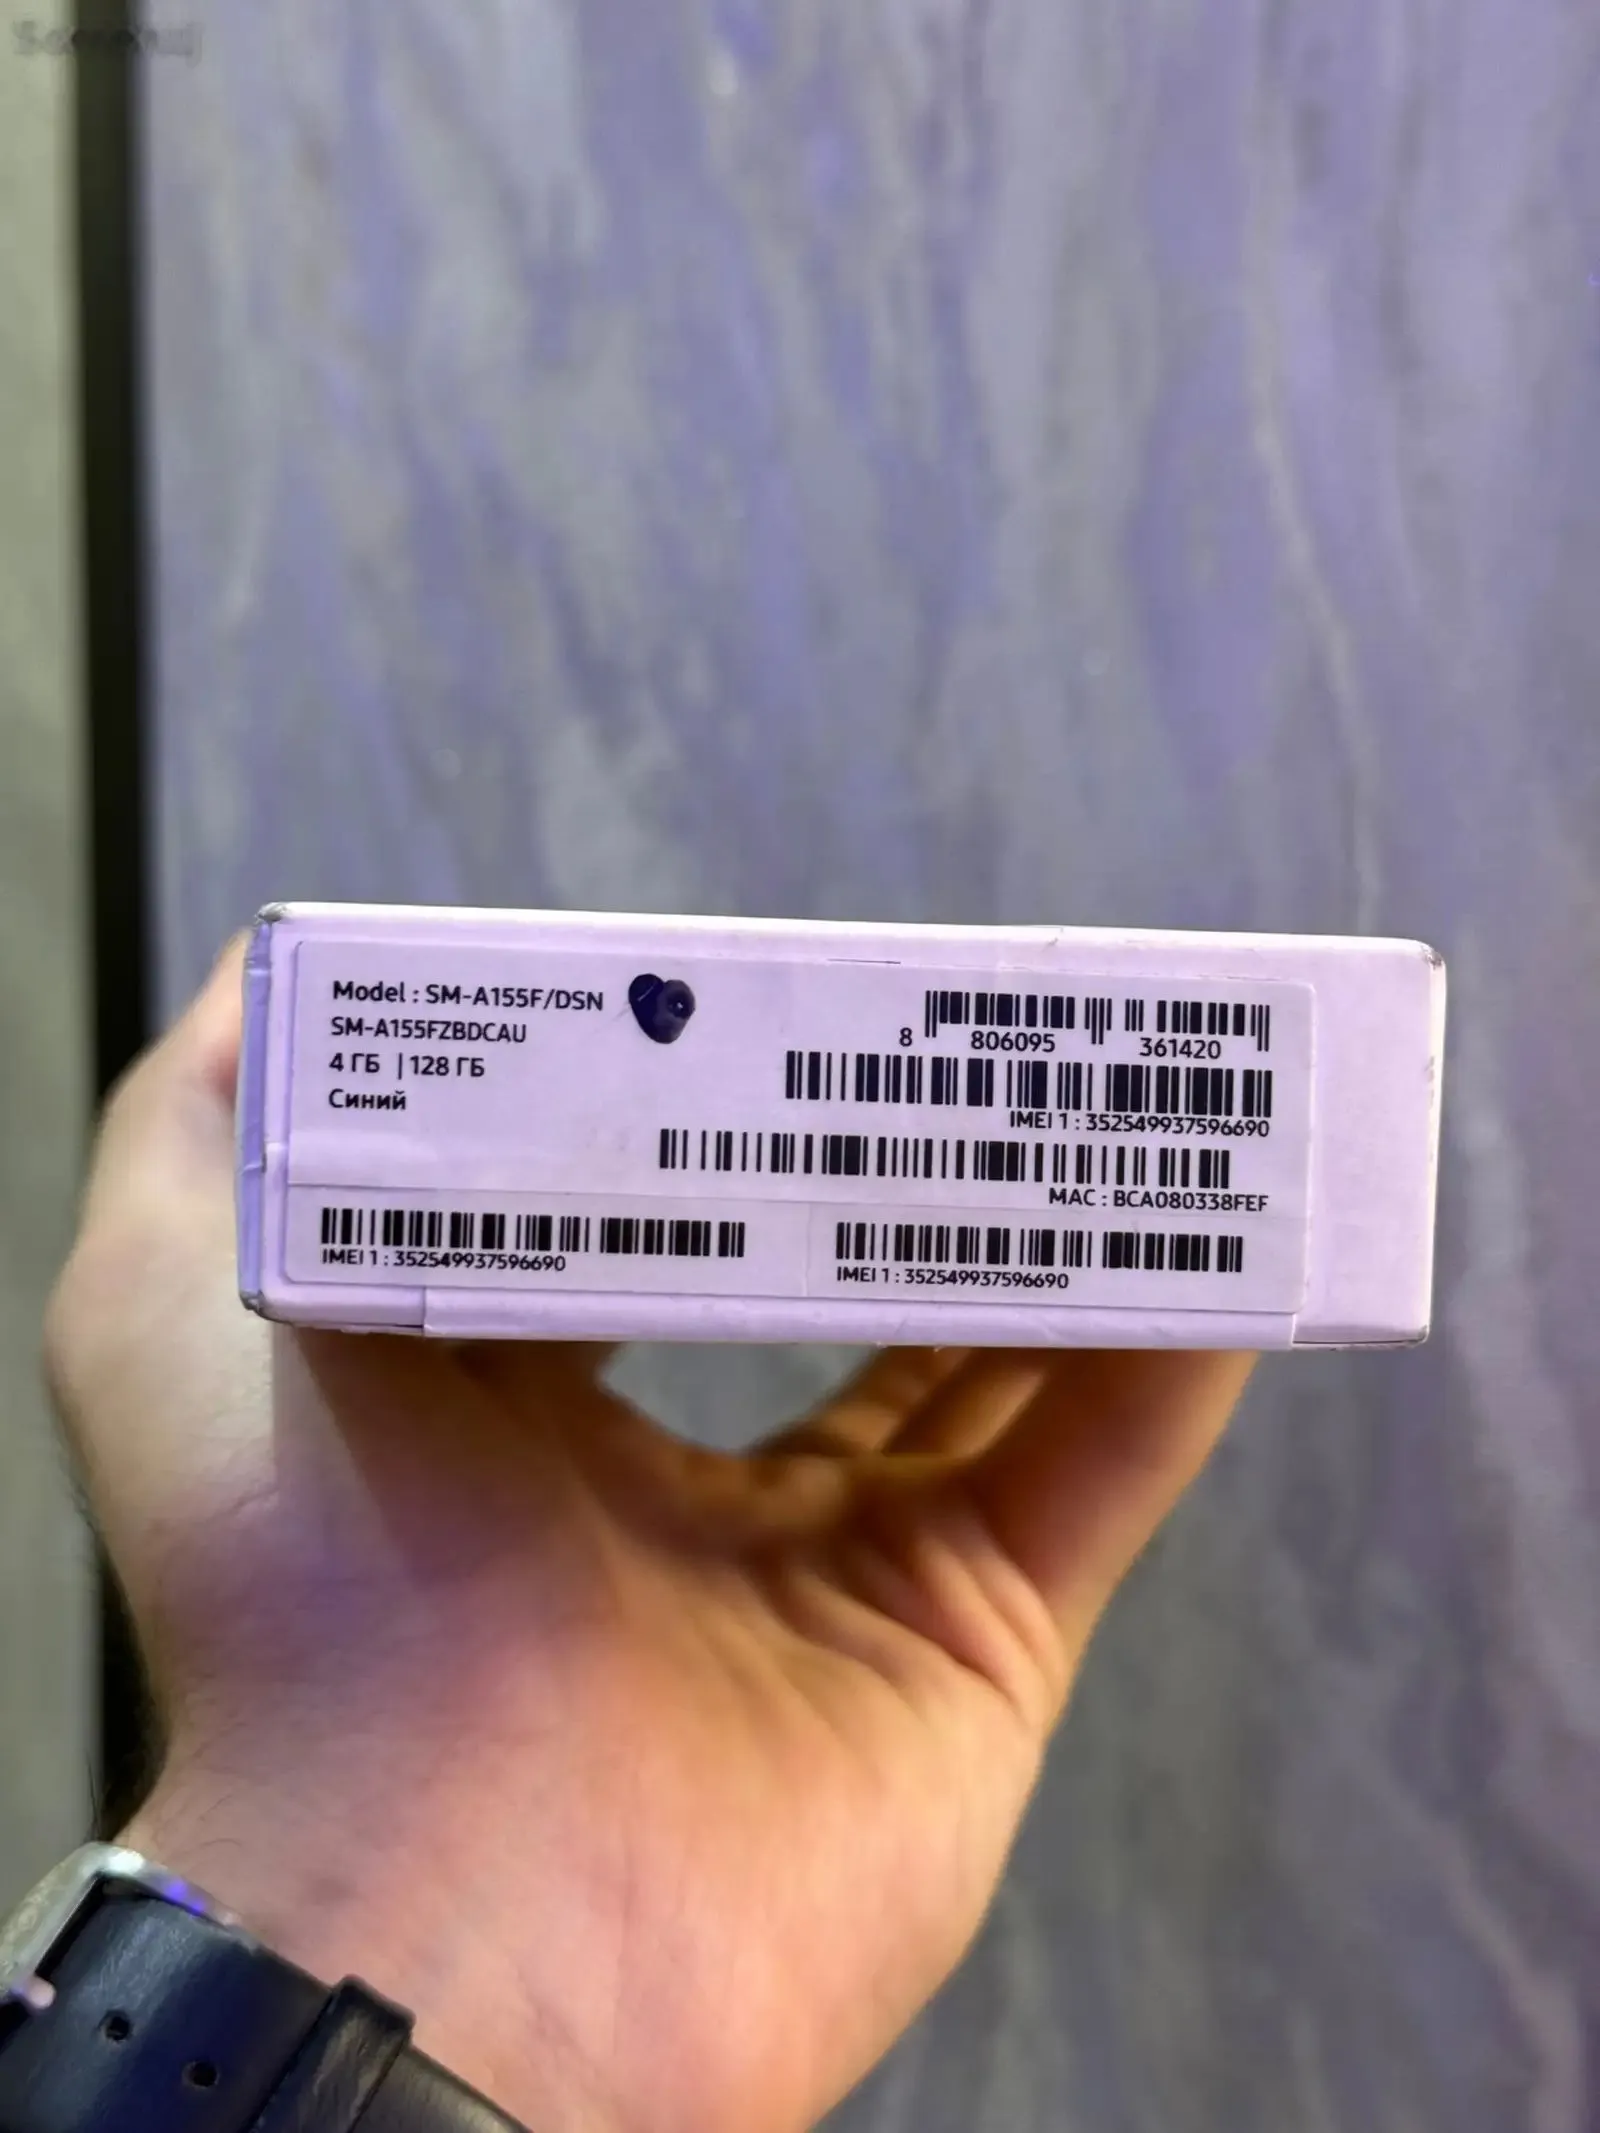 Model : SM-A155F/DSN
SM-A155FZBDCAU
4 ГБ | 128 ГБ
Синий
8 806095 361420
IMEI 1 : 352549937596690
MAC : BCA080338FEF
IMEI 1 : 352549937596690
IMEI 1 : 352549937596690